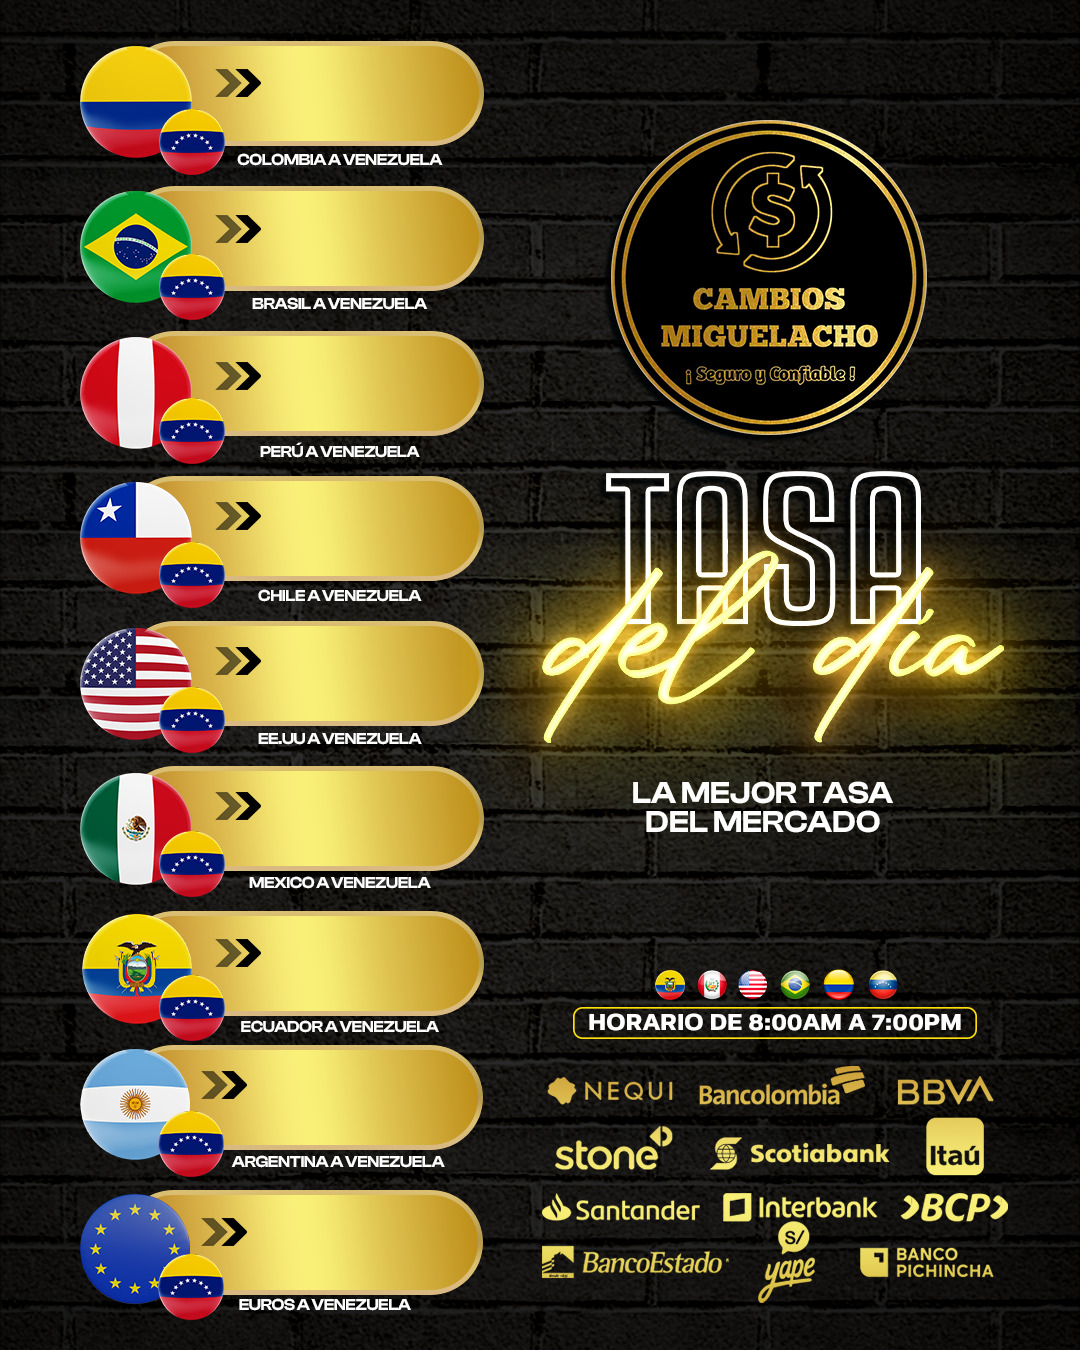 COLOMBIA A VENEZUELA
BRASIL A VENEZUELA
PERÚ A VENEZUELA
CHILE A VENEZUELA
EE.UU A VENEZUELA
MEXICO A VENEZUELA
ECUADOR A VENEZUELA
ARGENTINA A VENEZUELA
EUROS A VENEZUELA
$
CAMBIOS
MIGUELACHO
¡ Seguro y Confiable !
TASA
del día
LA MEJOR TASA
DEL MERCADO
HORARIO DE 8:00AM A 7:00PM
NEQUI Bancolombia BBVA
stone Scotiabank Itaú
Santander Interbank BCP
BancoEstado S/ yape BANCO PICHINCHA